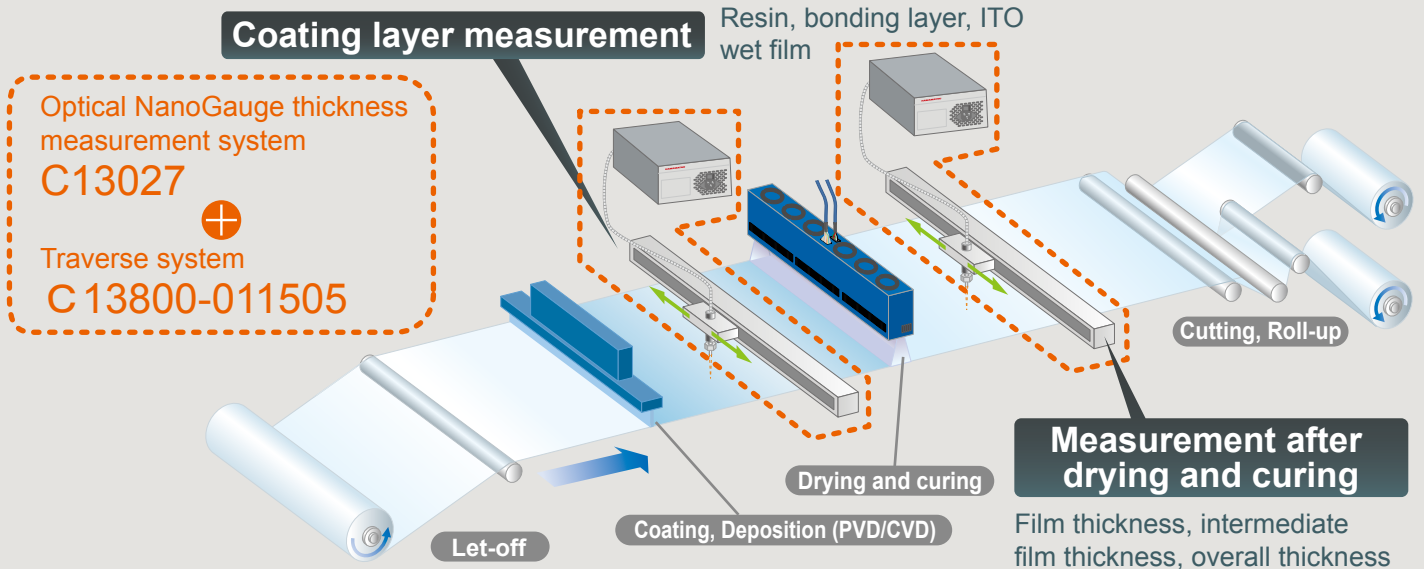 Coating layer measurement
Resin, bonding layer, ITO
wet film
Optical NanoGauge thickness
measurement system
C13027
Traverse system
C13800-011505
Cutting, Roll-up
Measurement after
drying and curing
Film thickness, intermediate
film thickness, overall thickness
Drying and curing
Coating, Deposition (PVD/CVD)
Let-off